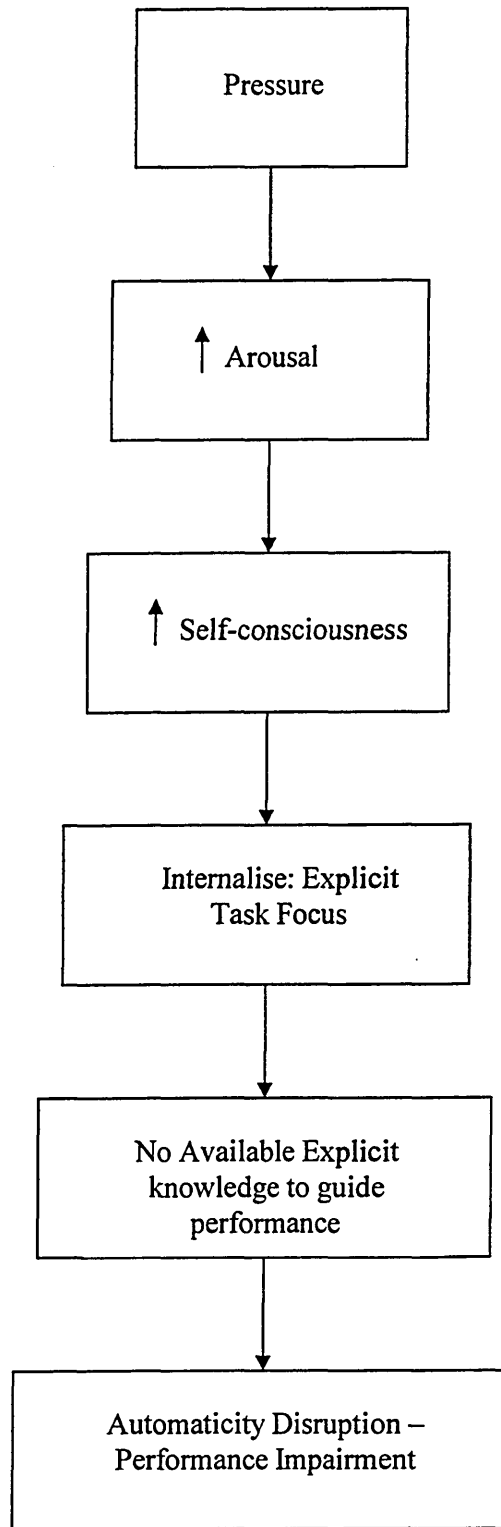 Pressure
↑ Arousal
↑ Self-consciousness
Internalise: Explicit
Task Focus
No Available Explicit
knowledge to guide
performance
Automaticity Disruption –
Performance Impairment